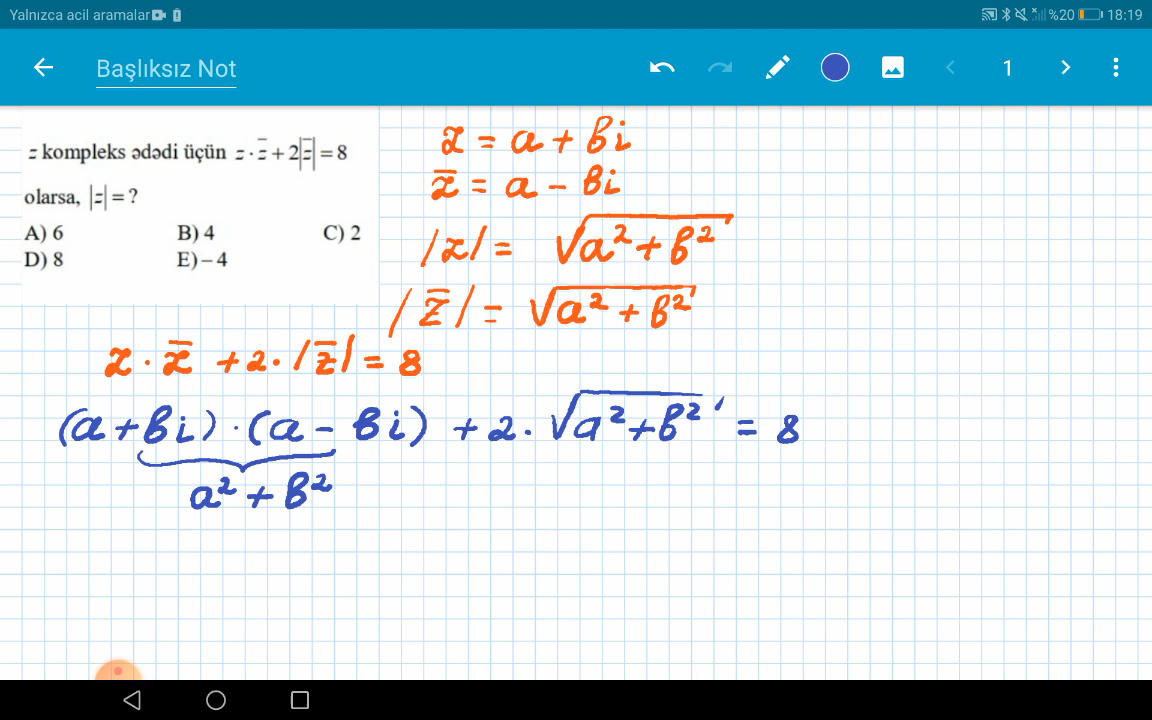 Yalnızca acil aramalar %20 18:19
Başlıksız Not 1
z kompleks ədədi üçün z · z̅ + 2|z̅| = 8
olarsa, |z| = ?
A) 6 B) 4 C) 2
D) 8 E) – 4
z = a + bi
z̅ = a - bi
|z| = √(a² + b²)
|z̅| = √(a² + b²)
z · z̅ + 2 · |z̅| = 8
(a + bi) · (a - bi) + 2 · √(a² + b²) = 8
a² + b²